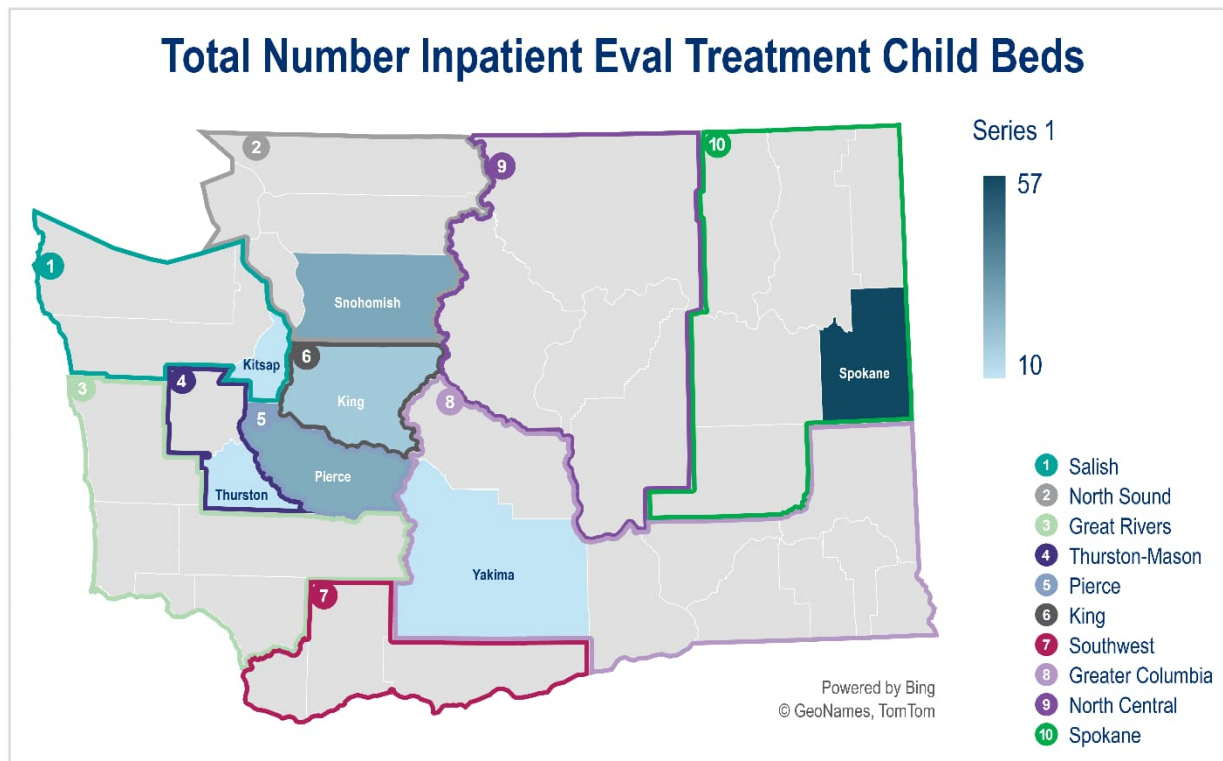 Total Number Inpatient Eval Treatment Child Beds
Series 1
57
10
2
9
10
1
Snohomish
Kitsap
6
Spokane
4
3
King
8
5
Pierce
Thurston
Yakima
7
1 Salish
2 North Sound
3 Great Rivers
4 Thurston-Mason
5 Pierce
6 King
7 Southwest
8 Greater Columbia
9 North Central
10 Spokane
Powered by Bing
© GeoNames, TomTom